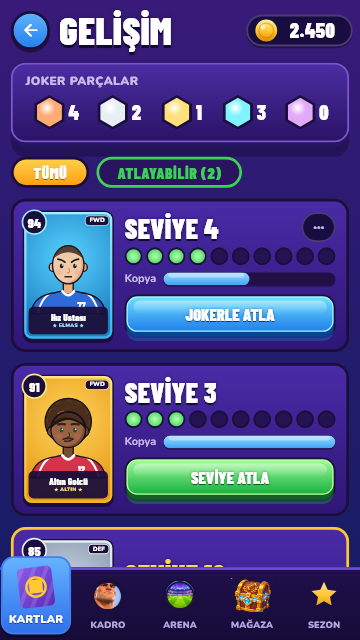 GELİŞİM
2.450
JOKER PARÇALAR
4
2
1
3
0
TÜMÜ
ATLAYABİLİR (2)
94
FWD
77
Hız Ustası
★ ELMAS ★
SEVİYE 4
...
Kopya
JOKERLE ATLA
91
FWD
Altın Golcü
★ ALTIN ★
SEVİYE 3
Kopya
SEVİYE ATLA
85
DEF
KARTLAR
KADRO
ARENA
MAĞAZA
SEZON